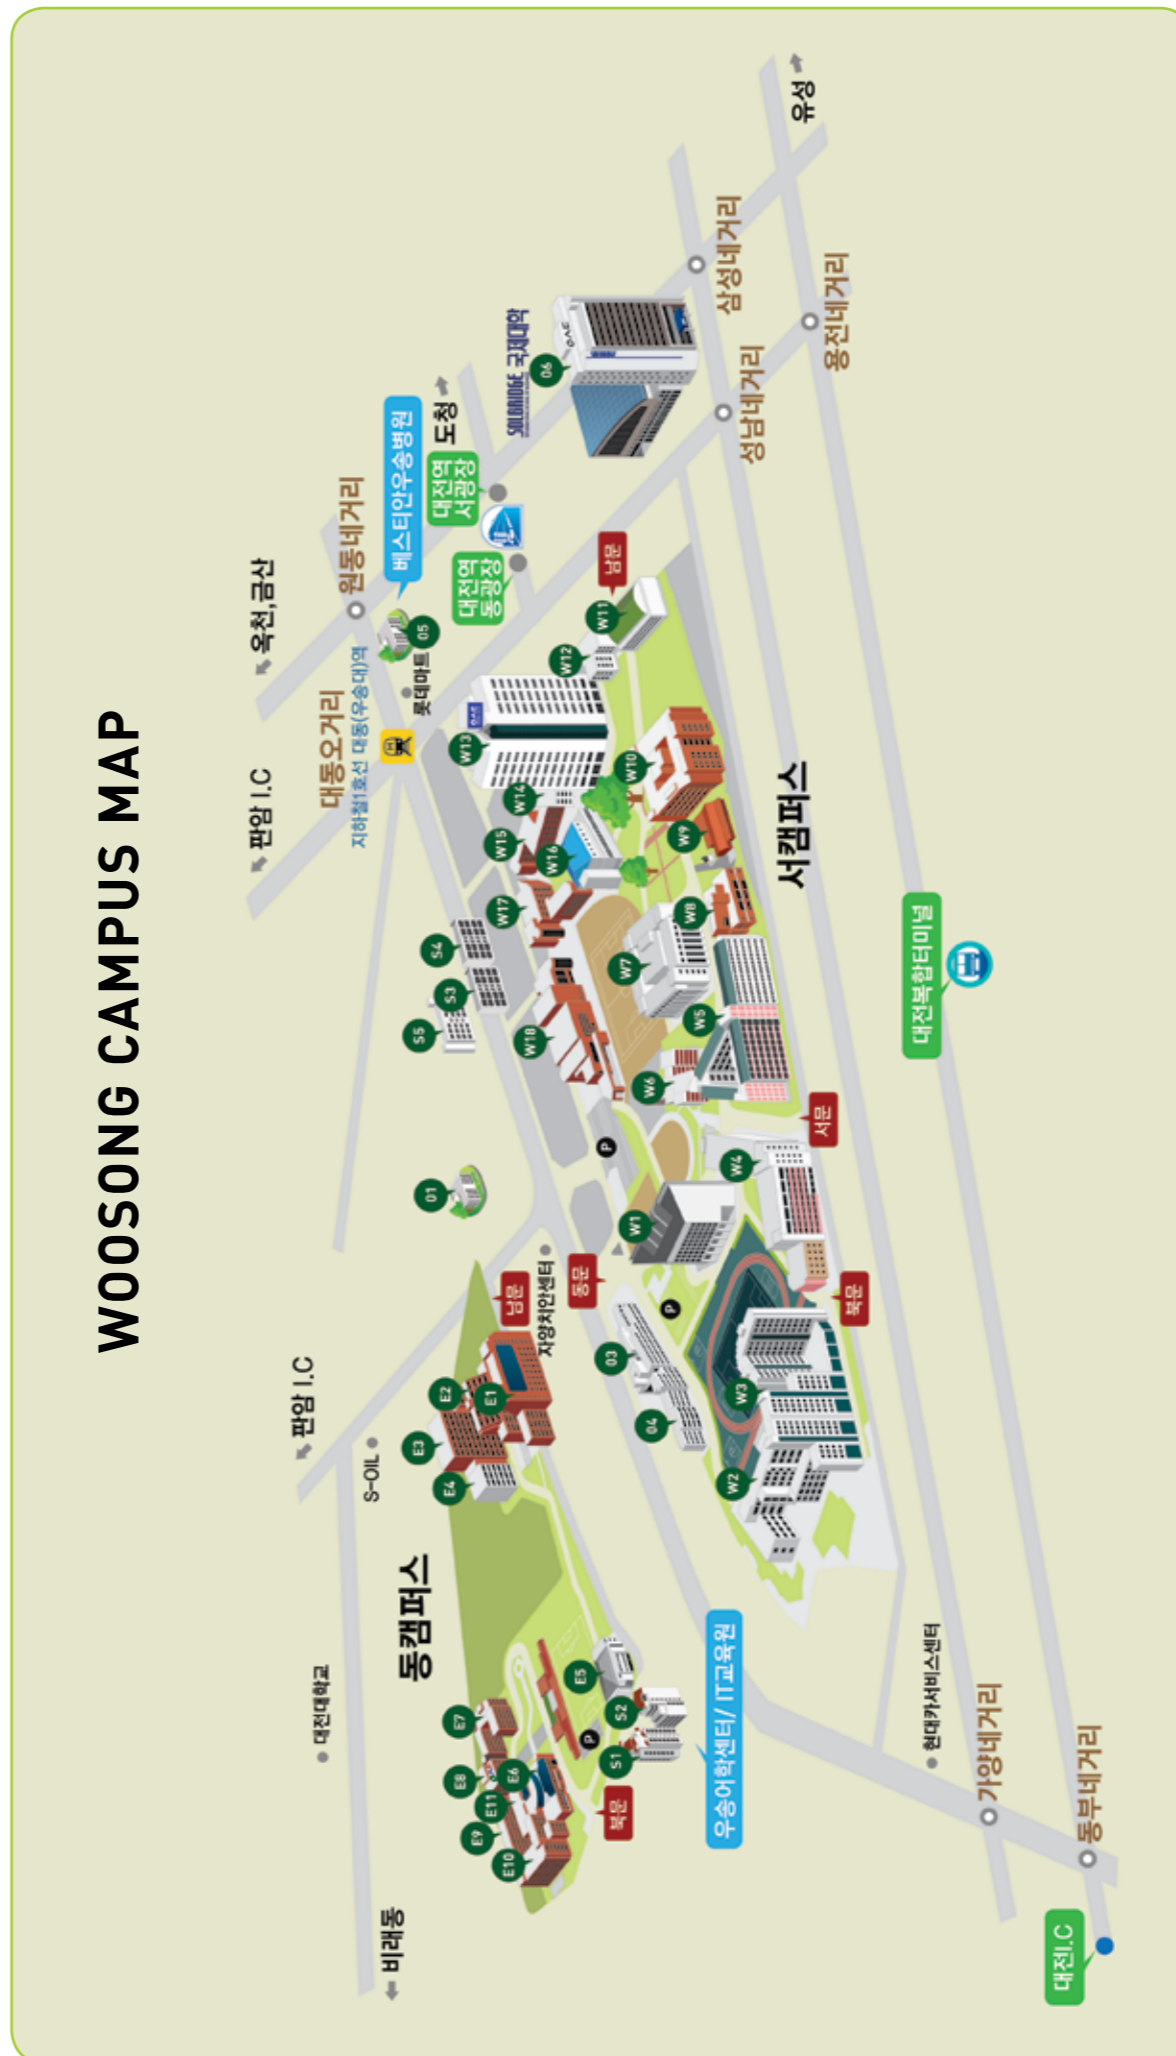 WOOSONG CAMPUS MAP
비래동
대전대학교
S-OIL
판암 I.C
판암 I.C
옥천,금산
대동오거리
지하철1호선 대동(우송대)역
원동네거리
롯데마트
05
베스티안우송병원
도청
대전역
서광장
대전역
동광장
SOLBRIDGE 국제대학
06
유성
삼성네거리
용전네거리
성남네거리
동캠퍼스
E7
E8
E11
E6
E9
E10
E5
S2
S1
P
북문
우송어학센터/ IT교육원
E2
E1
E3
E4
남문
자양치안센터
01
동문
S4
S3
S5
W13
W12
W11
남문
W14
W15
W16
W17
W18
W10
W9
W8
W7
W5
W6
P
서문
서캠퍼스
W4
W1
P
북문
03
04
W3
W2
대전복합터미널
현대카서비스센터
가양네거리
동부네거리
대전I.C